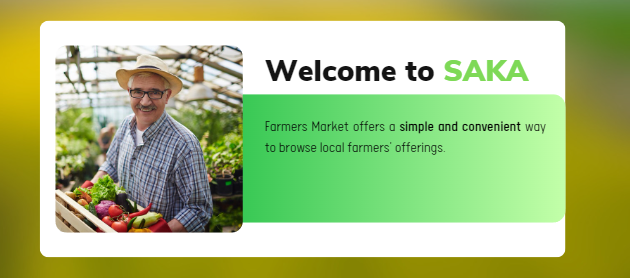 Welcome to SAKA
Farmers Market offers a simple and convenient way
to browse local farmers' offerings.